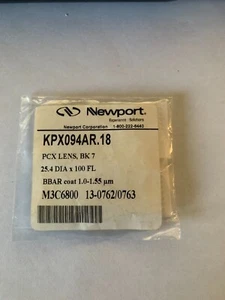 Newport®
Experience | Solutions
Newport Corporation 1-800-222-6440
KPX094AR.18
PCX LENS, BK 7
25.4 DIA x 100 FL
BBAR coat 1.0-1.55 µm
M3C6800 13-0762/0763